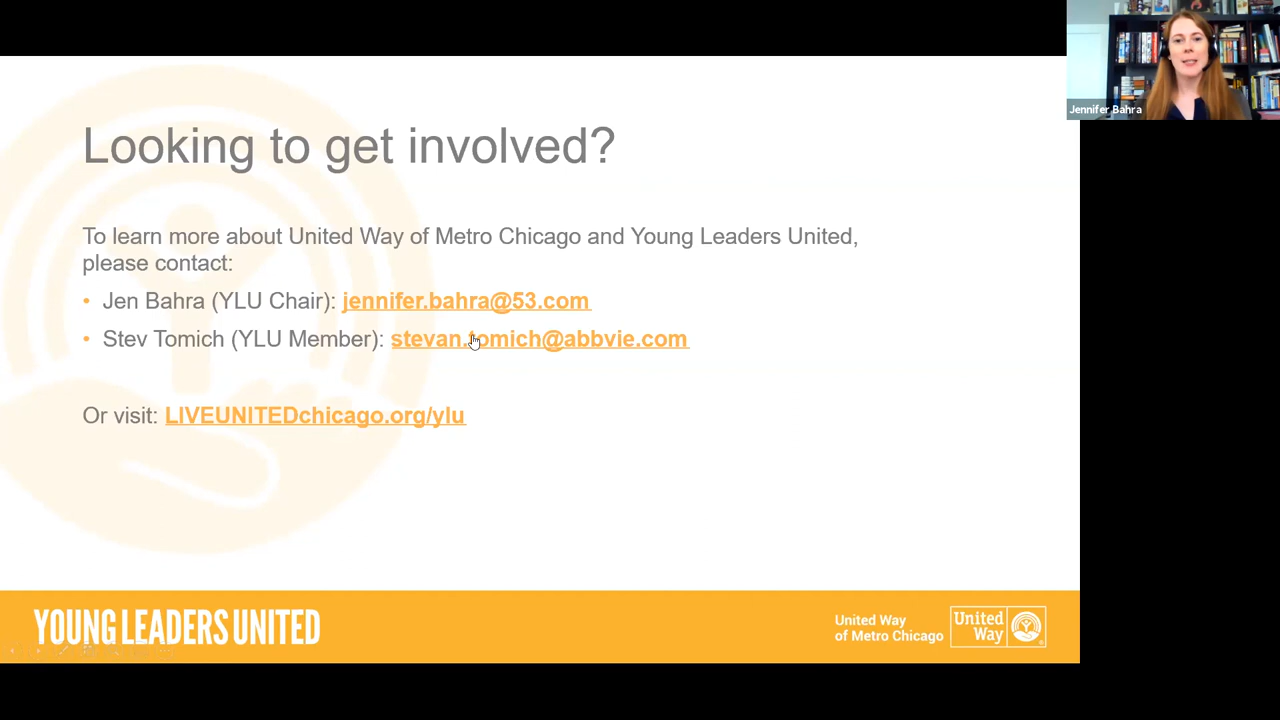 Jennifer Bahra
Looking to get involved?
To learn more about United Way of Metro Chicago and Young Leaders United,
please contact:
• Jen Bahra (YLU Chair): jennifer.bahra@53.com
• Stev Tomich (YLU Member): stevan.tomich@abbvie.com
Or visit: LIVEUNITEDchicago.org/ylu
YOUNG LEADERS UNITED
United Way
of Metro Chicago
United
Way